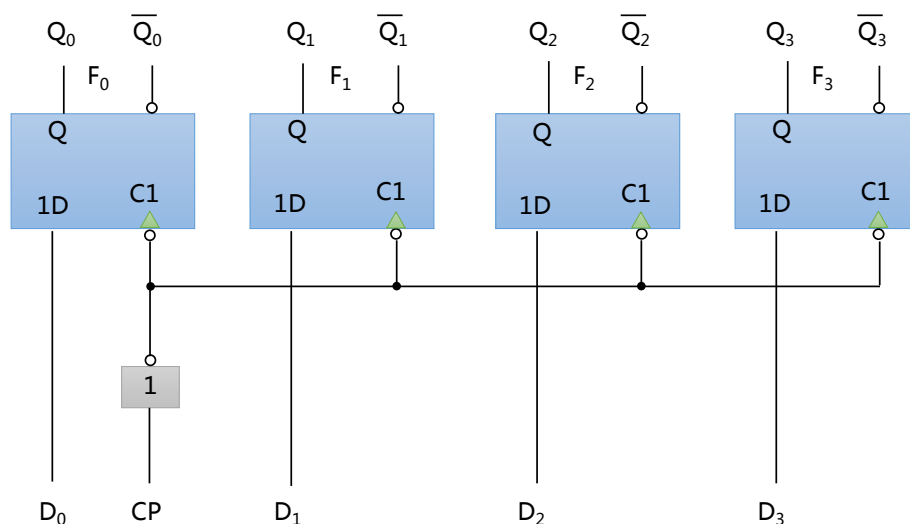 Q₀ Q̅₀ Q₁ Q̅₁ Q₂ Q̅₂ Q₃ Q̅₃
F₀ F₁ F₂ F₃
Q Q Q Q
1D C1 1D C1 1D C1 1D C1
1
D₀ CP D₁ D₂ D₃